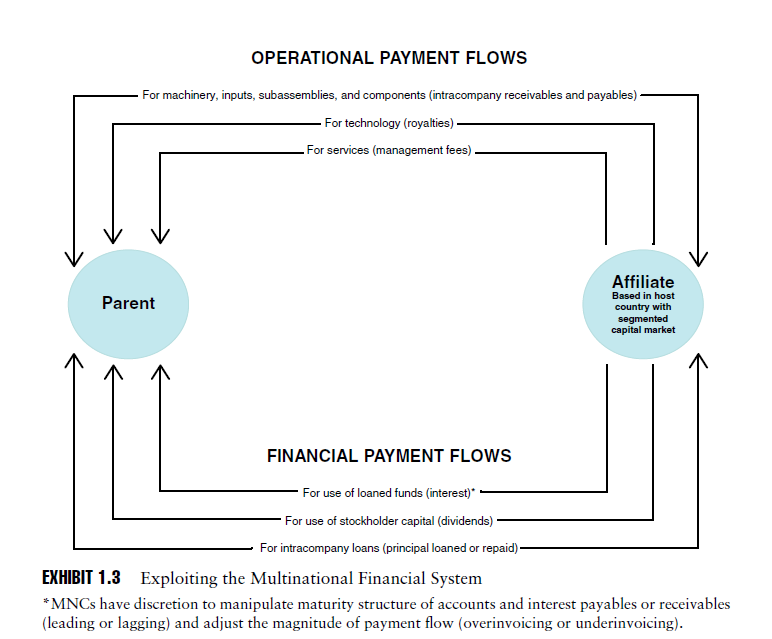 OPERATIONAL PAYMENT FLOWS
For machinery, inputs, subassemblies, and components (intracompany receivables and payables)
For technology (royalties)
For services (management fees)
Parent
Affiliate
Based in host
country with
segmented
capital market
FINANCIAL PAYMENT FLOWS
For use of loaned funds (interest)*
For use of stockholder capital (dividends)
For intracompany loans (principal loaned or repaid)
EXHIBIT 1.3 Exploiting the Multinational Financial System
*MNCs have discretion to manipulate maturity structure of accounts and interest payables or receivables
(leading or lagging) and adjust the magnitude of payment flow (overinvoicing or underinvoicing).